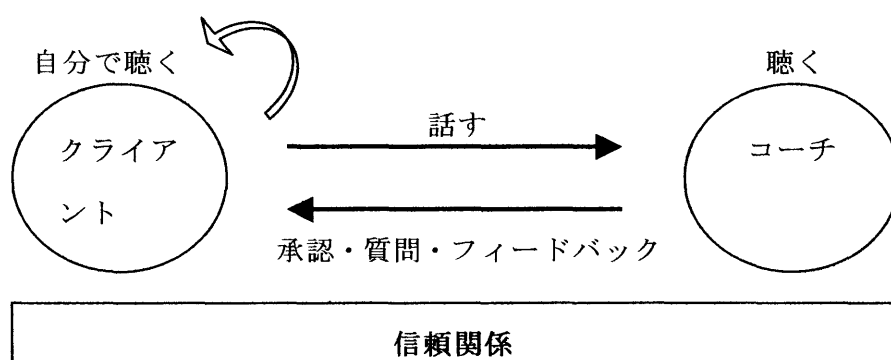 自分で聴く
聴く
クライア
ント
話す
コーチ
承認・質問・フィードバック
信頼関係